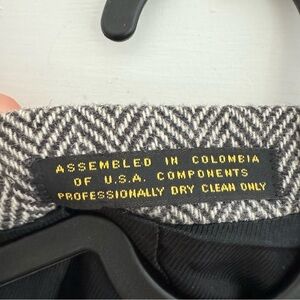 ASSEMBLED IN COLOMBIA
OF U.S.A. COMPONENTS
PROFESSIONALLY DRY CLEAN ONLY